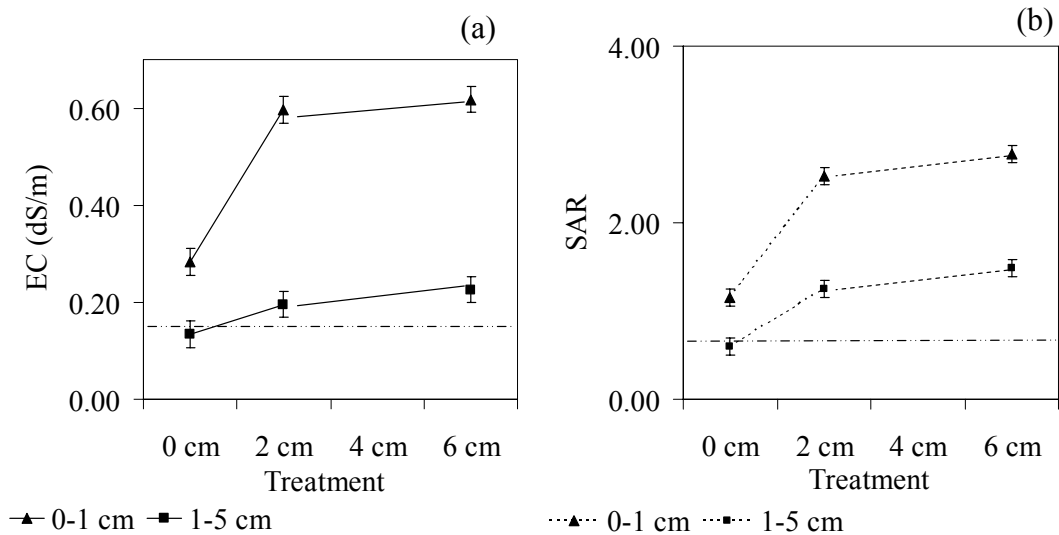 (a)
0.60
0.40
0.20
0.00
EC (dS/m)
0 cm 2 cm 4 cm 6 cm
Treatment
0-1 cm 1-5 cm
(b)
4.00
2.00
0.00
SAR
0 cm 2 cm 4 cm 6 cm
Treatment
0-1 cm 1-5 cm